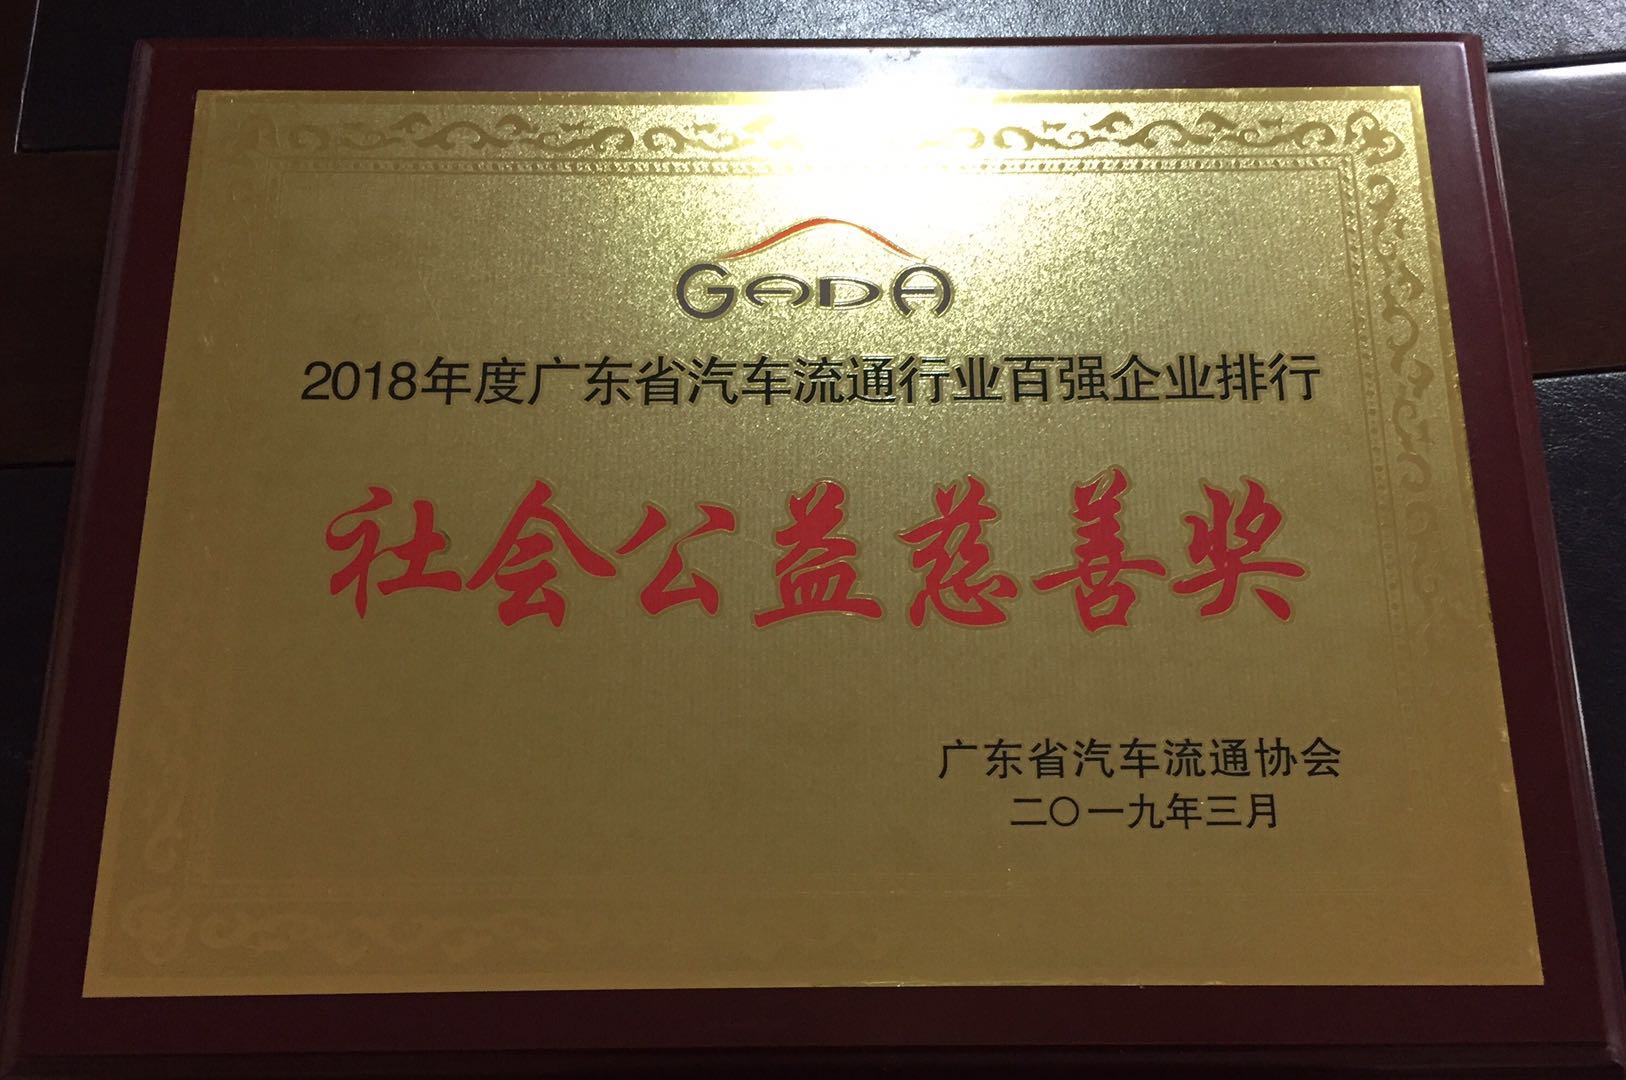 GADA
2018年度广东省汽车流通行业百强企业排行
社会公益慈善奖
广东省汽车流通协会
二〇一九年三月